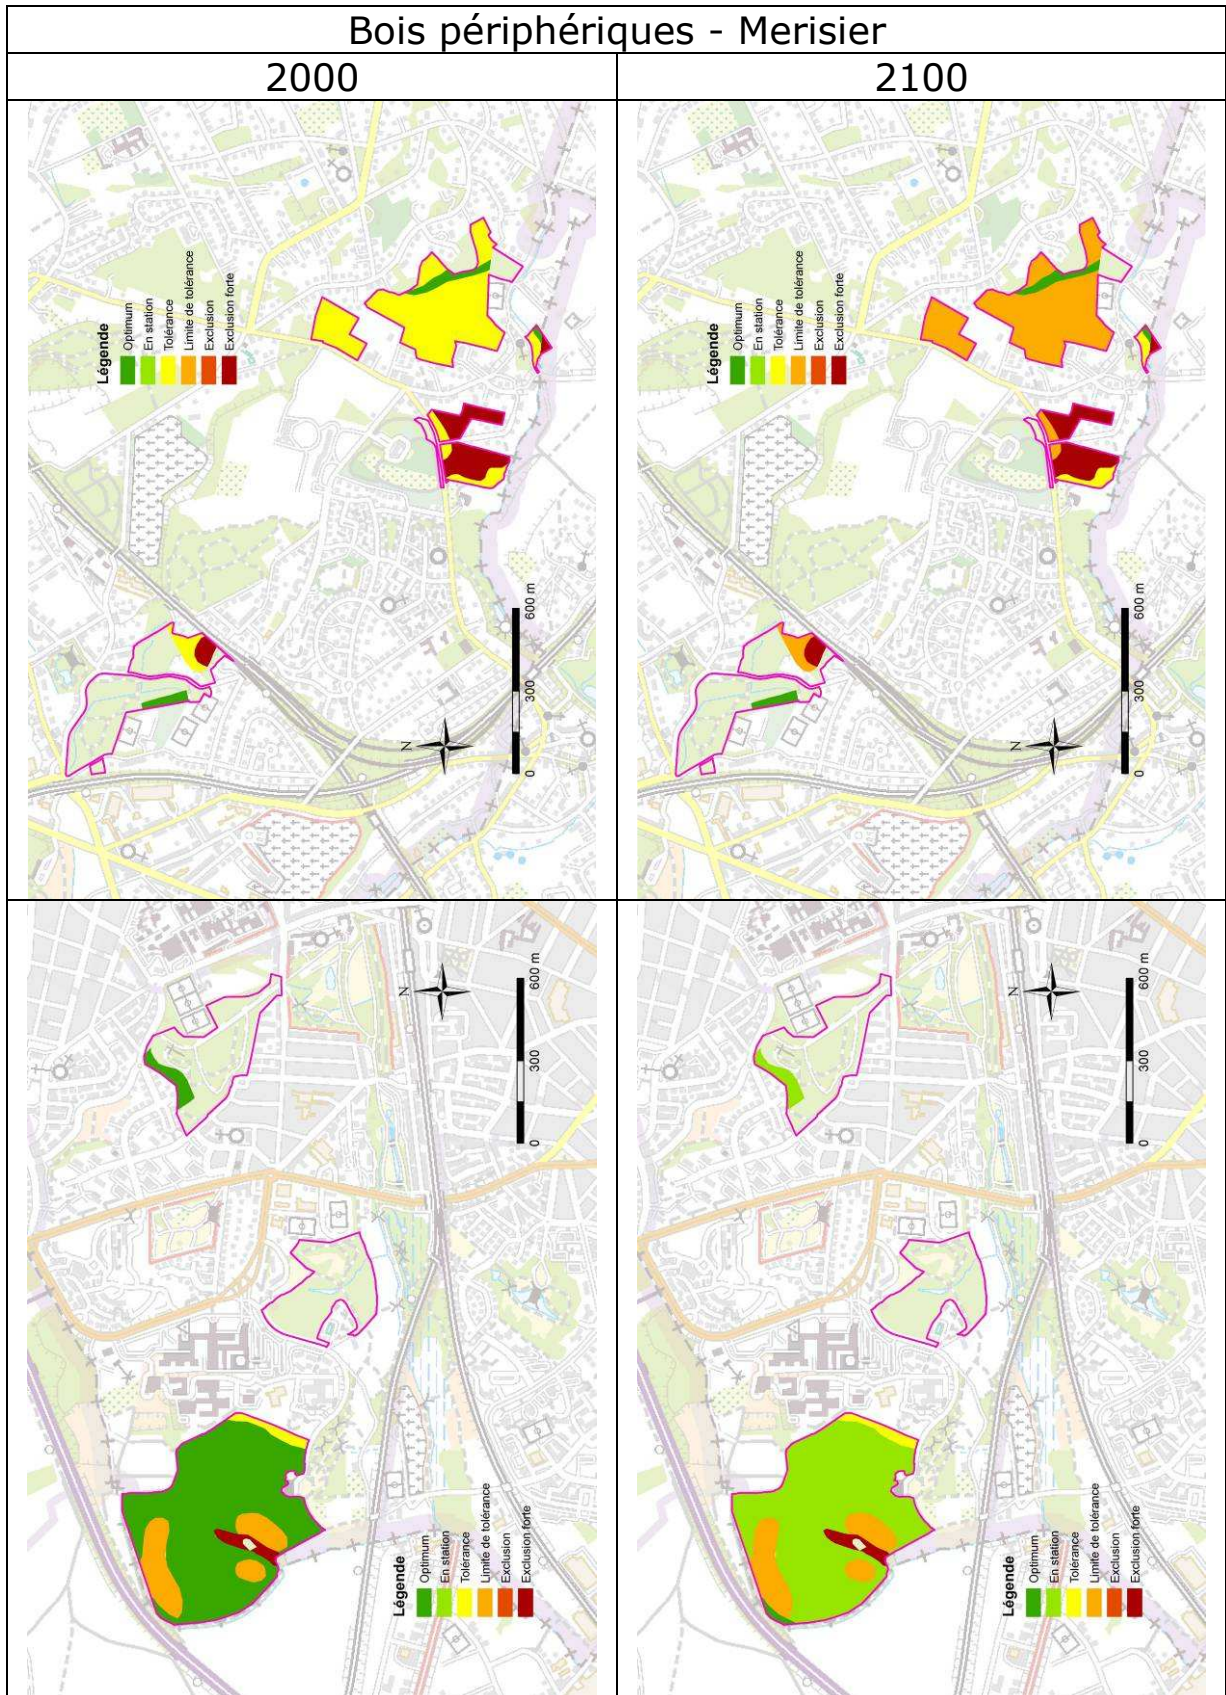 Bois périphériques - Merisier
2000
2100
Légende
Optimum
En station
Tolérance
Limite de tolérance
Exclusion
Exclusion forte
N
0 300 600 m
Légende
Optimum
En station
Tolérance
Limite de tolérance
Exclusion
Exclusion forte
N
0 300 600 m
N
0 300 600 m
Légende
Optimum
En station
Tolérance
Limite de tolérance
Exclusion
Exclusion forte
N
0 300 600 m
Légende
Optimum
En station
Tolérance
Limite de tolérance
Exclusion
Exclusion forte